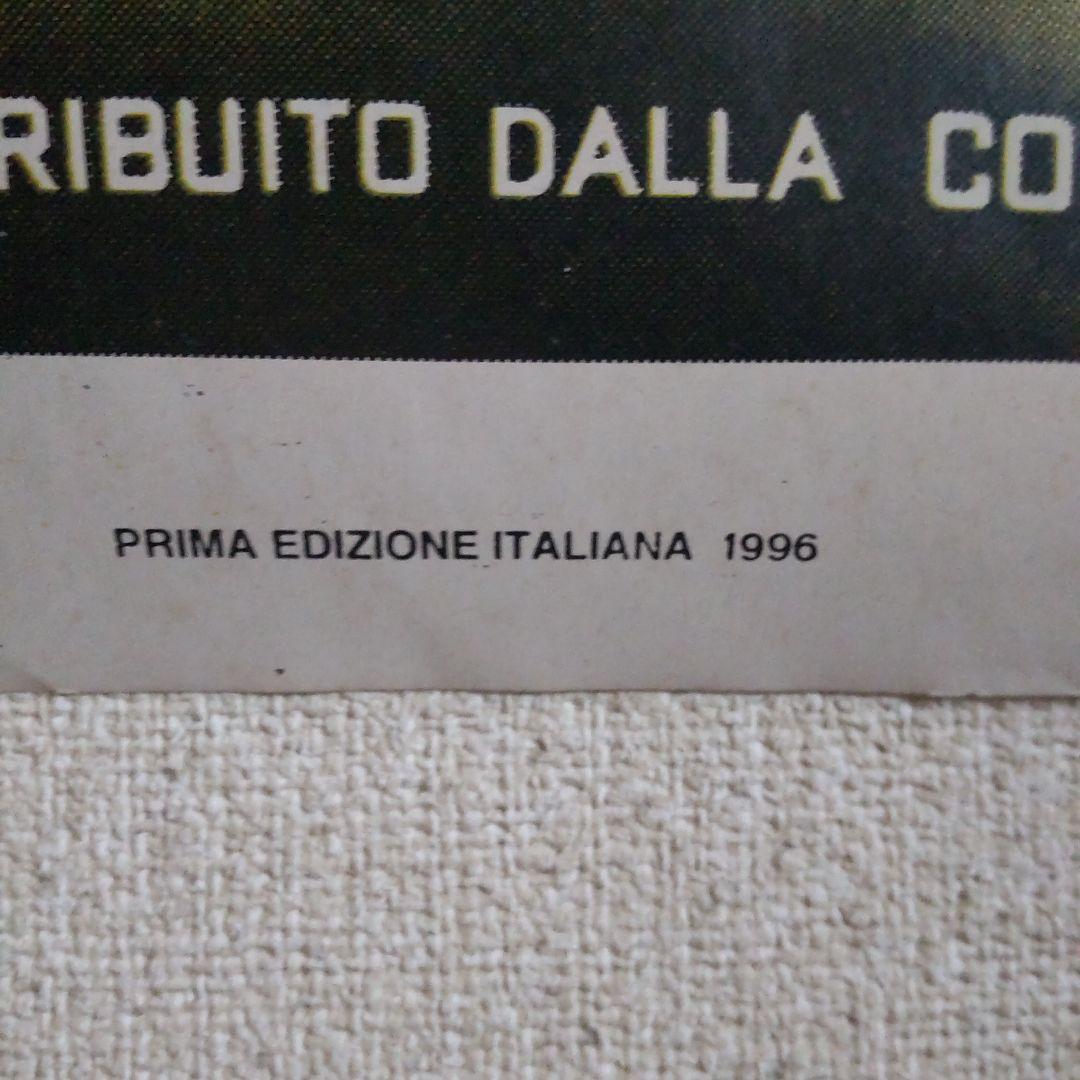 RIBUITO DALLA CO
PRIMA EDIZIONE ITALIANA 1996